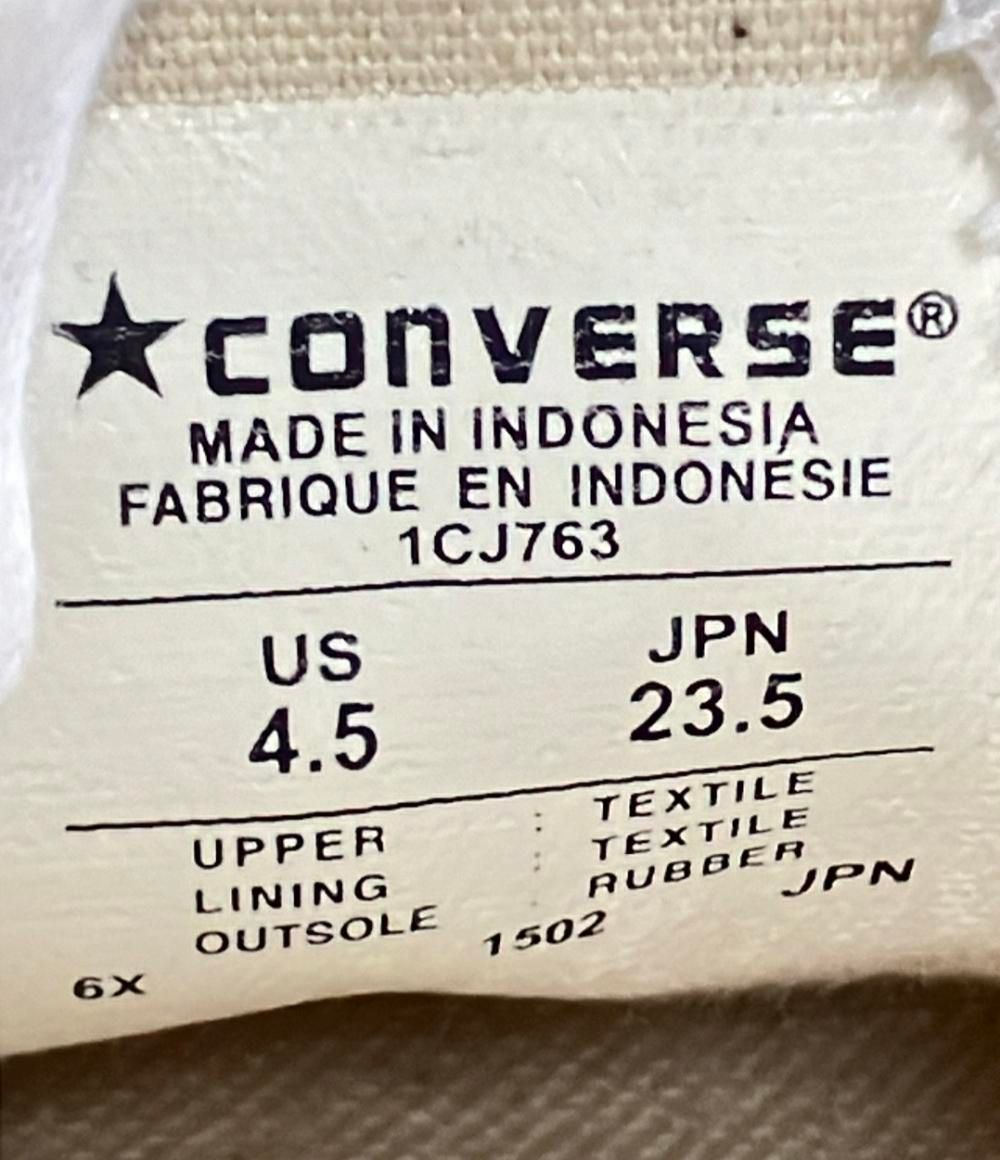 ★CONVERSE®
MADE IN INDONESIA
FABRIQUE EN INDONÉSIE
1CJ763
US JPN
4.5 23.5
UPPER : TEXTILE
LINING : TEXTILE
OUTSOLE : RUBBER
6X 1502 JPN